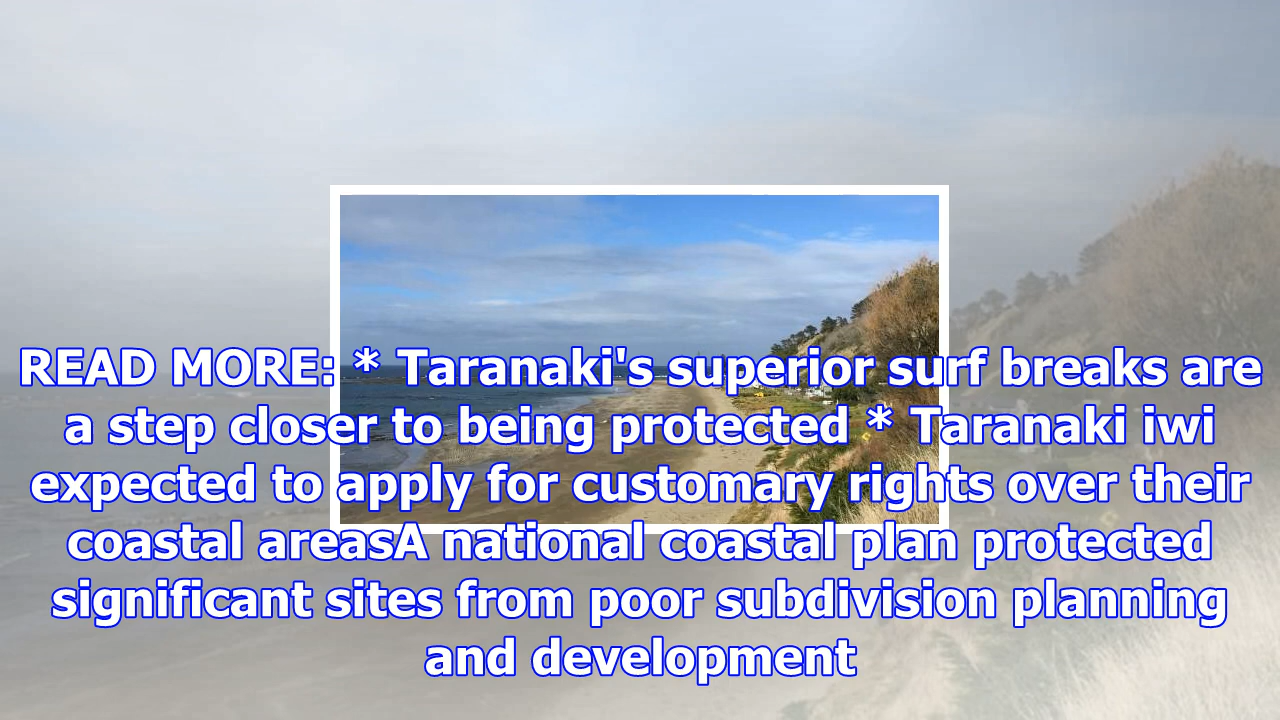 READ MORE: * Taranaki's superior surf breaks are
a step closer to being protected * Taranaki iwi
expected to apply for customary rights over their
coastal areasA national coastal plan protected
significant sites from poor subdivision planning
and development